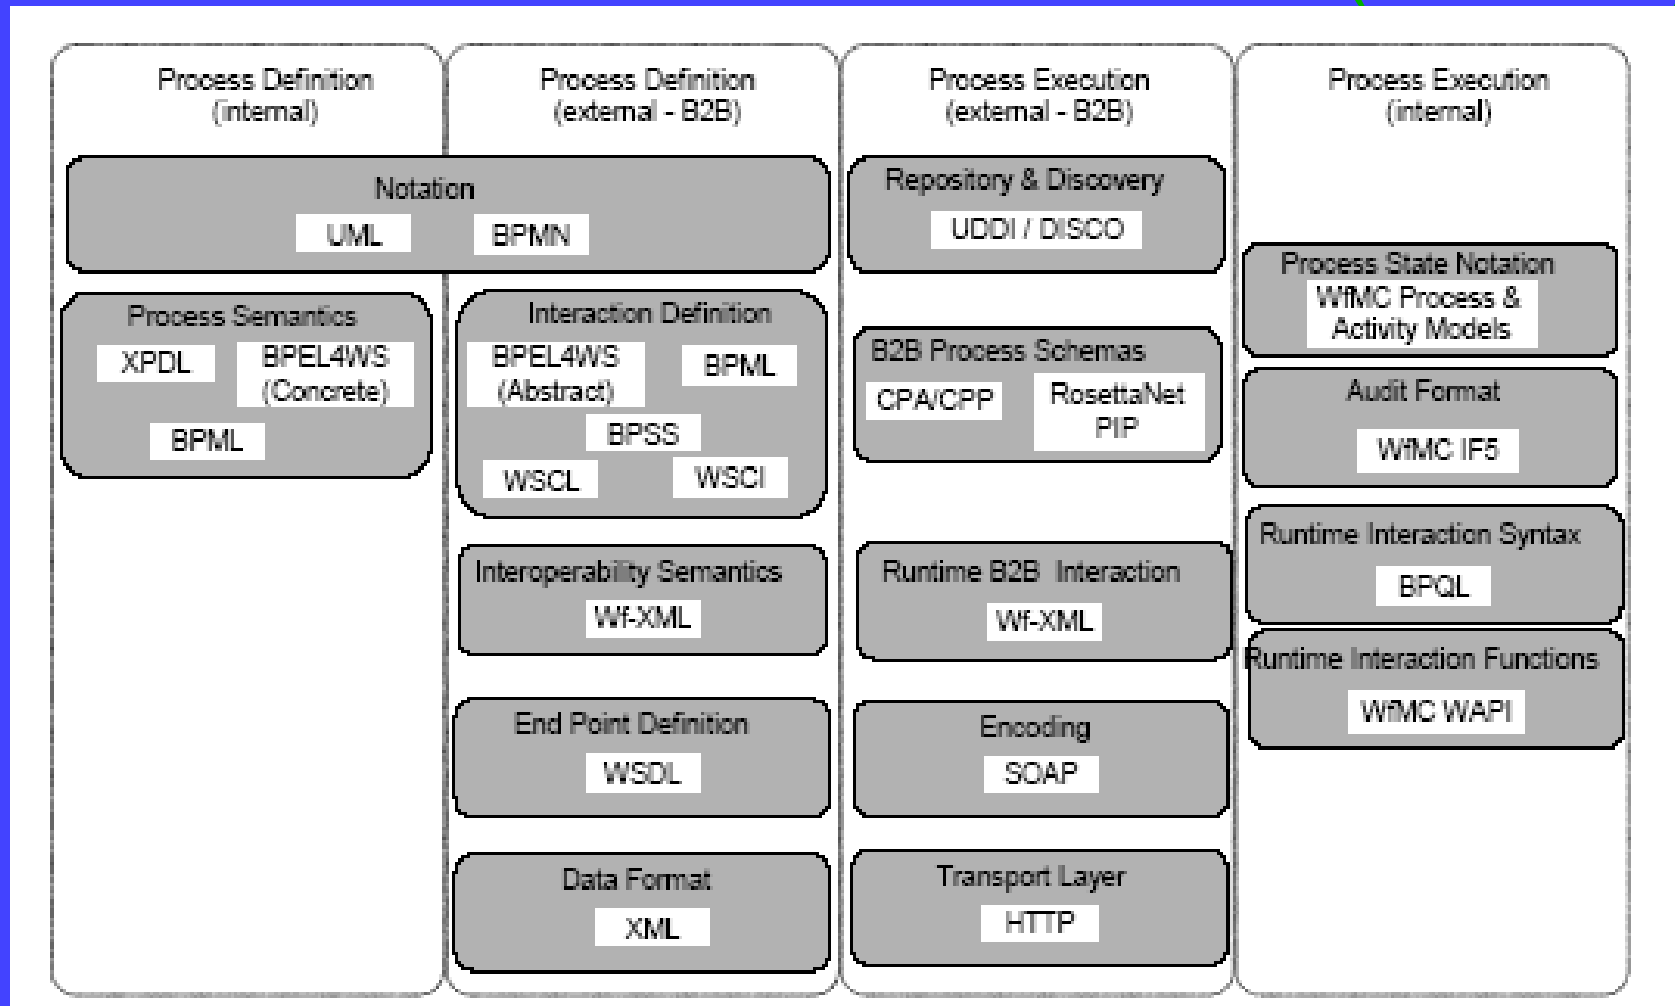 Process Definition
(internal)
Process Definition
(external - B2B)
Process Execution
(external - B2B)
Process Execution
(internal)
Notation
UML
BPMN
Process Semantics
XPDL
BPEL4WS
(Concrete)
BPML
Interaction Definition
BPEL4WS
(Abstract)
BPML
BPSS
WSCL
WSCI
Interoperability Semantics
Wf-XML
End Point Definition
WSDL
Data Format
XML
Repository & Discovery
UDDI / DISCO
B2B Process Schemas
CPA/CPP
RosettaNet
PIP
Runtime B2B Interaction
Wf-XML
Encoding
SOAP
Transport Layer
HTTP
Process State Notation
WfMC Process &
Activity Models
Audit Format
WfMC IF5
Runtime Interaction Syntax
BPQL
Runtime Interaction Functions
WfMC WAPI